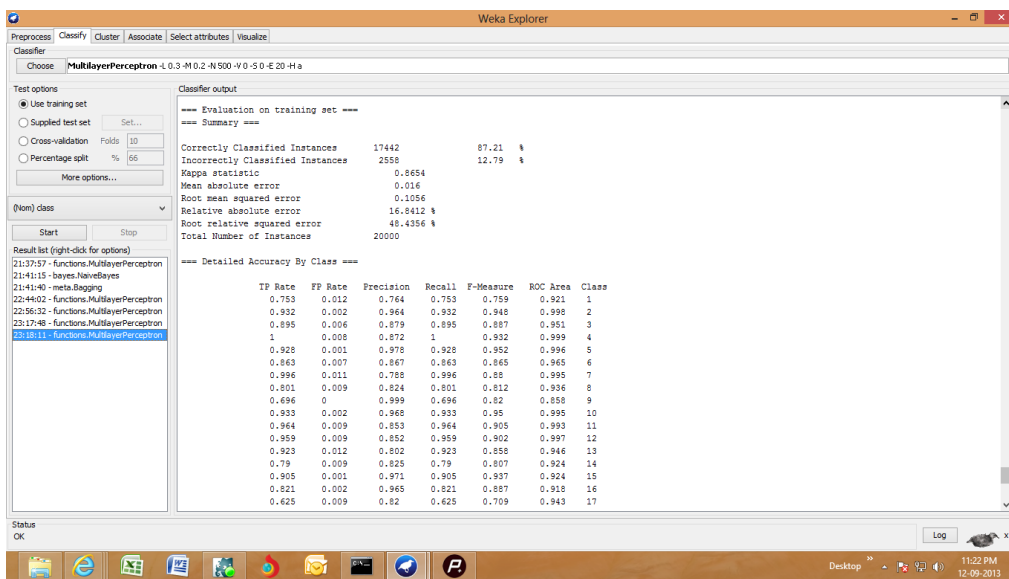 Weka Explorer
Preprocess Classify Cluster Associate Select attributes Visualize
Classifier
Choose MultilayerPerceptron -L 0.3 -M 0.2 -N 500 -V 0 -S 0 -E 20 -H a
Test options
Use training set
Supplied test set Set...
Cross-validation Folds 10
Percentage split % 66
More options...
(Nom) class
Start Stop
Result list (right-click for options)
21:37:57 - functions.MultilayerPerceptron
21:41:15 - bayes.NaiveBayes
21:41:40 - meta.Bagging
22:44:02 - functions.MultilayerPerceptron
22:56:32 - functions.MultilayerPerceptron
23:17:48 - functions.MultilayerPerceptron
23:18:11 - functions.MultilayerPerceptron
Classifier output
=== Evaluation on training set ===
=== Summary ===
Correctly Classified Instances 17442 87.21 %
Incorrectly Classified Instances 2558 12.79 %
Kappa statistic 0.8654
Mean absolute error 0.016
Root mean squared error 0.1056
Relative absolute error 16.8412 %
Root relative squared error 48.4356 %
Total Number of Instances 20000
=== Detailed Accuracy By Class ===
TP Rate FP Rate Precision Recall F-Measure ROC Area Class
0.753 0.012 0.764 0.753 0.759 0.921 1
0.932 0.002 0.964 0.932 0.948 0.998 2
0.895 0.006 0.879 0.895 0.887 0.951 3
1 0.008 0.872 1 0.932 0.999 4
0.928 0.001 0.978 0.928 0.952 0.996 5
0.863 0.007 0.867 0.863 0.865 0.965 6
0.996 0.011 0.788 0.996 0.88 0.995 7
0.801 0.009 0.824 0.801 0.812 0.936 8
0.696 0 0.999 0.696 0.82 0.858 9
0.933 0.002 0.968 0.933 0.95 0.995 10
0.964 0.009 0.853 0.964 0.905 0.993 11
0.959 0.009 0.852 0.959 0.902 0.997 12
0.923 0.012 0.802 0.923 0.858 0.946 13
0.79 0.009 0.825 0.79 0.807 0.924 14
0.905 0.001 0.971 0.905 0.937 0.924 15
0.821 0.002 0.965 0.821 0.887 0.918 16
0.625 0.009 0.82 0.625 0.709 0.943 17
Status
OK
Log x
Desktop
11:22 PM
12-09-2013